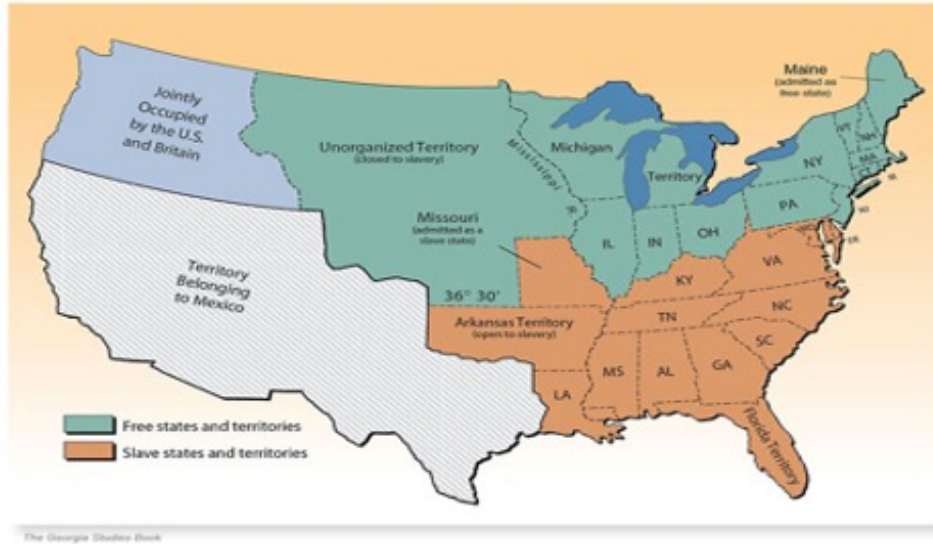 Jointly
Occupied
by the U.S.
and Britain
Unorganized Territory
(closed to slavery)
Mississippi R.
Michigan
Territory
Maine
(admitted as
free state)
VT
NH
MA
NY
PA
Missouri
(admitted as a
slave state)
IL
IN
OH
Territory
Belonging
to Mexico
36° 30'
KY
VA
Arkansas Territory
(open to slavery)
TN
NC
SC
MS
AL
GA
LA
Florida Territory
Free states and territories
Slave states and territories
The Georgia Studies Book